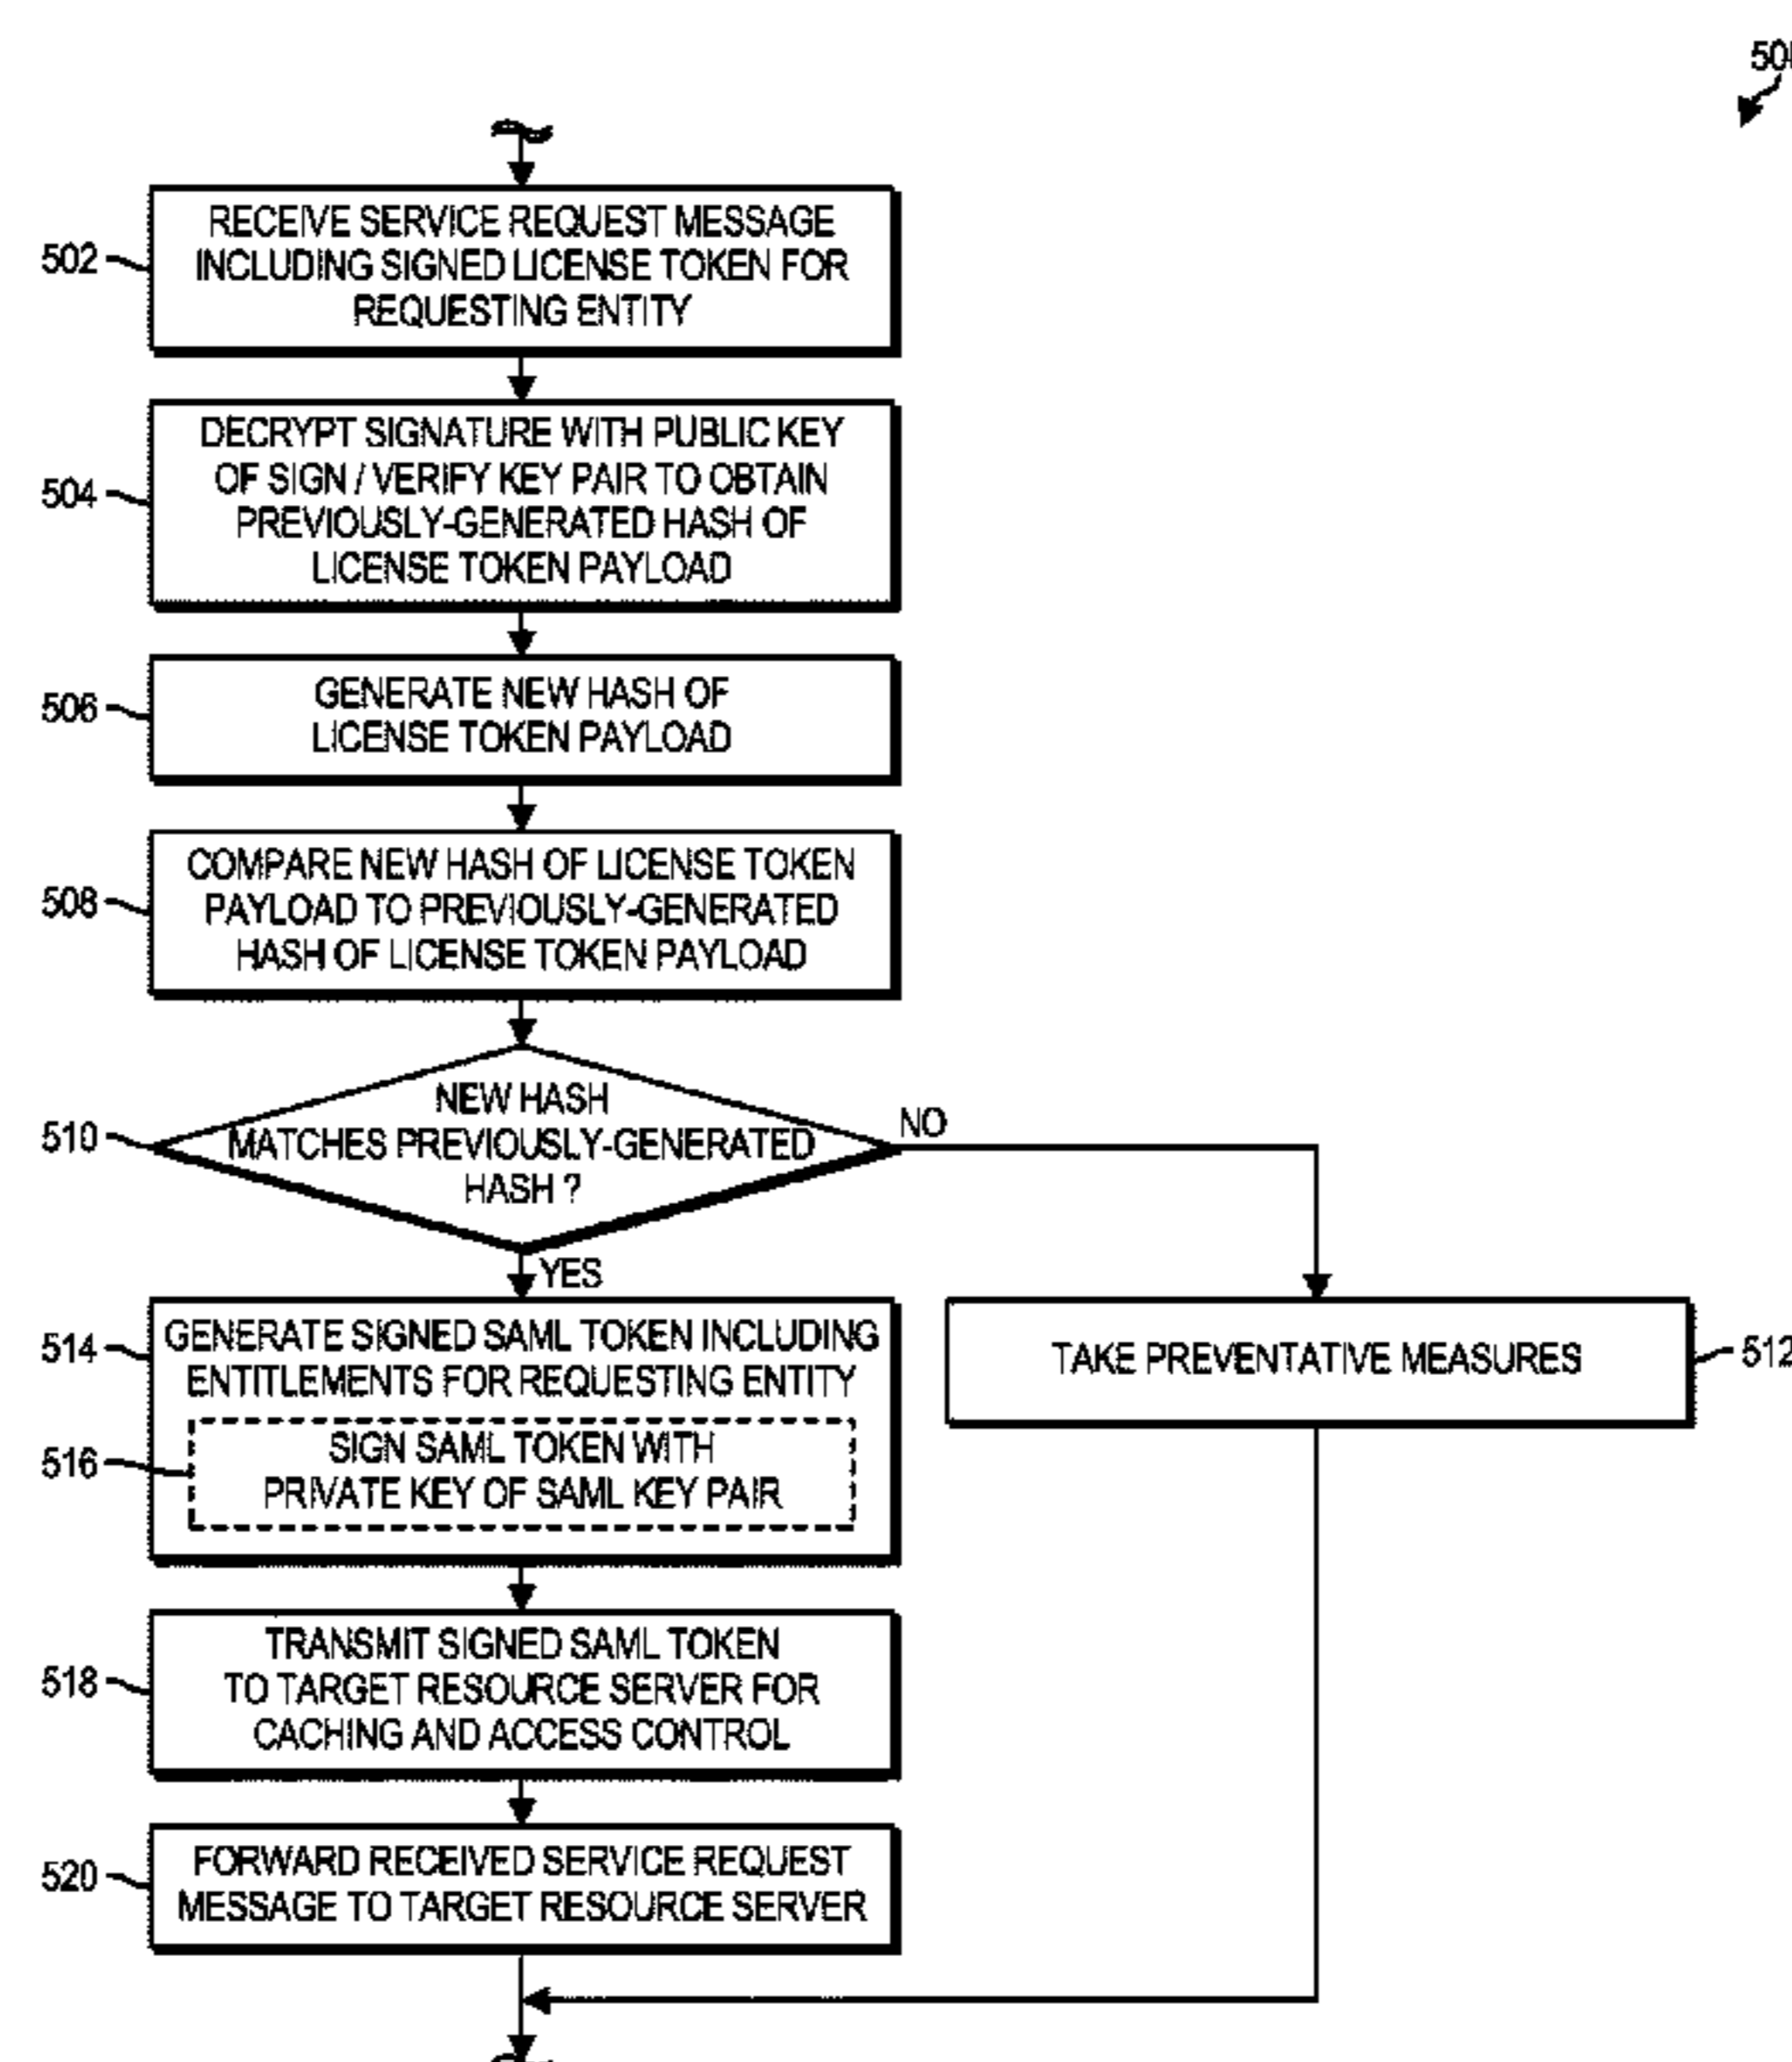 502
RECEIVE SERVICE REQUEST MESSAGE
INCLUDING SIGNED LICENSE TOKEN FOR
REQUESTING ENTITY
504
DECRYPT SIGNATURE WITH PUBLIC KEY
OF SIGN / VERIFY KEY PAIR TO OBTAIN
PREVIOUSLY-GENERATED HASH OF
LICENSE TOKEN PAYLOAD
506
GENERATE NEW HASH OF
LICENSE TOKEN PAYLOAD
508
COMPARE NEW HASH OF LICENSE TOKEN
PAYLOAD TO PREVIOUSLY-GENERATED
HASH OF LICENSE TOKEN PAYLOAD
510
NEW HASH
MATCHES PREVIOUSLY-GENERATED
HASH ?
NO
YES
514
GENERATE SIGNED SAML TOKEN INCLUDING
ENTITLEMENTS FOR REQUESTING ENTITY
516
SIGN SAML TOKEN WITH
PRIVATE KEY OF SAML KEY PAIR
TAKE PREVENTATIVE MEASURES
512
518
TRANSMIT SIGNED SAML TOKEN
TO TARGET RESOURCE SERVER FOR
CACHING AND ACCESS CONTROL
520
FORWARD RECEIVED SERVICE REQUEST
MESSAGE TO TARGET RESOURCE SERVER